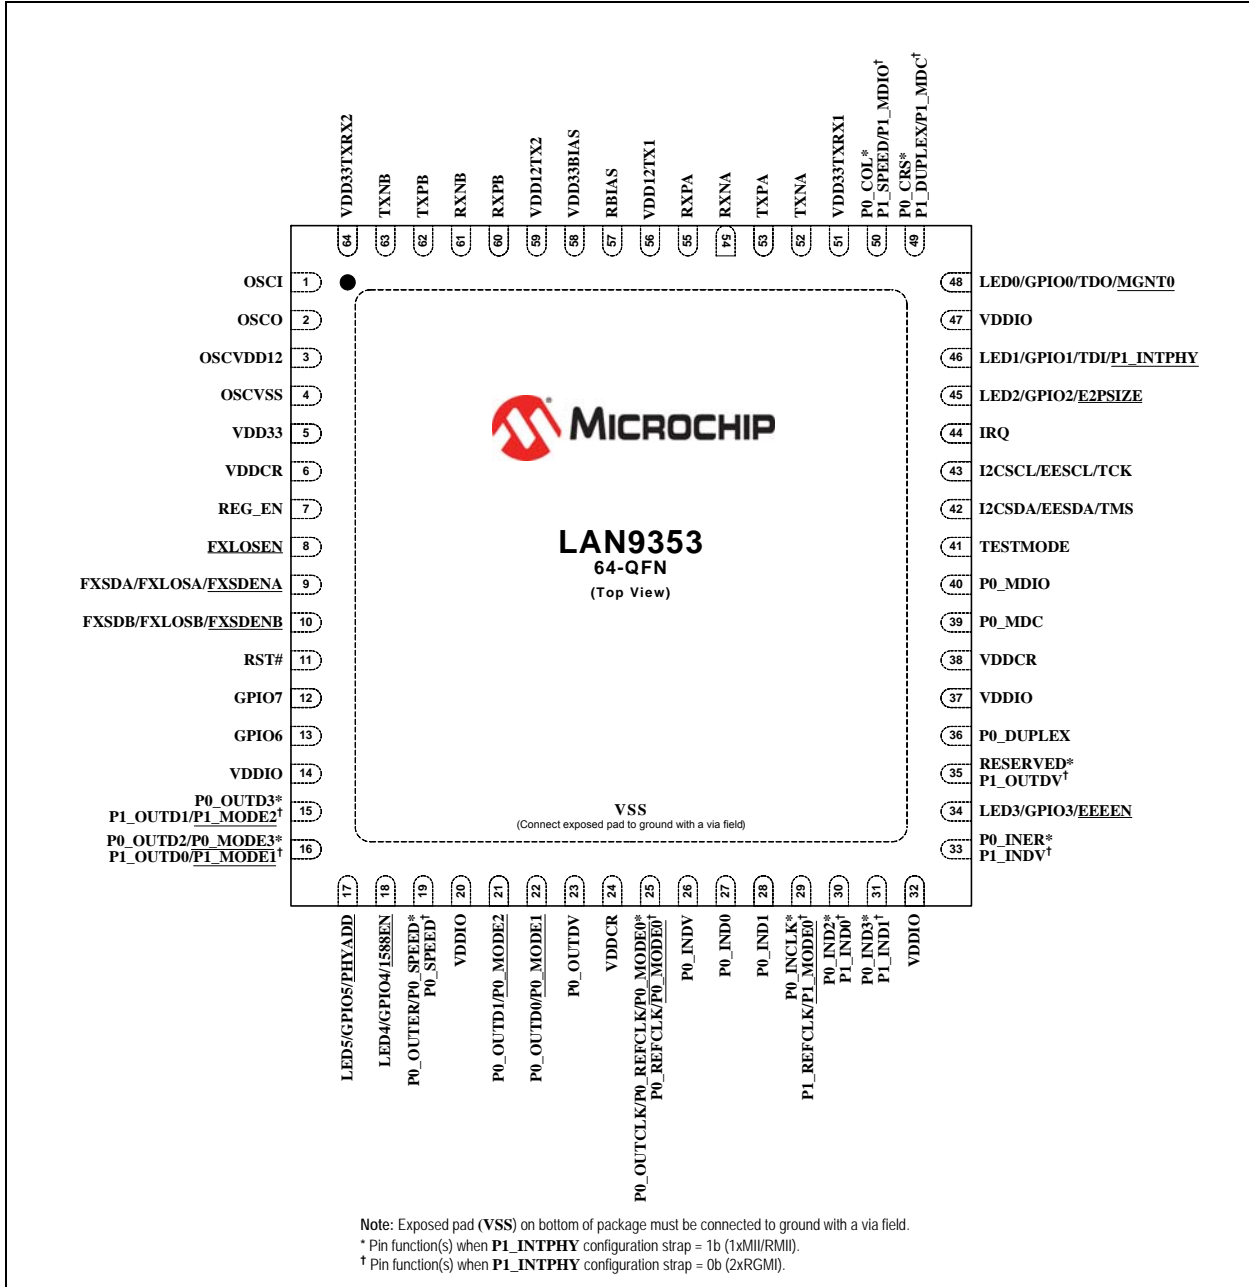 P0_COL*
P1_SPEED/P1_MDIO†
P0_CRS*
P1_DUPLEX/P1_MDC†
VDD33TXRX2
TXNB
TXPB
RXNB
RXPB
VDD12TX2
VDD33BIAS
RBIAS
VDD12TX1
RXPA
RXNA
TXPA
TXNA
VDD33TXRX1
64
63
62
61
60
59
58
57
56
55
54
53
52
51
50
49
OSCI 1
OSCO 2
OSCVDD12 3
OSCVSS 4
VDD33 5
VDDCR 6
REG_EN 7
FXLOSEN 8
FXSDA/FXLOSA/FXSDENA 9
FXSDB/FXLOSB/FXSDENB 10
RST# 11
GPIO7 12
GPIO6 13
VDDIO 14
P0_OUTD3*
P1_OUTD1/P1_MODE2† 15
P0_OUTD2/P0_MODE3*
P1_OUTD0/P1_MODE1† 16
MICROCHIP
LAN9353
64-QFN
(Top View)
VSS
(Connect exposed pad to ground with a via field)
48 LED0/GPIO0/TDO/MGNT0
47 VDDIO
46 LED1/GPIO1/TDI/P1_INTPHY
45 LED2/GPIO2/E2PSIZE
44 IRQ
43 I2CSCL/EESCL/TCK
42 I2CSDA/EESDA/TMS
41 TESTMODE
40 P0_MDIO
39 P0_MDC
38 VDDCR
37 VDDIO
36 P0_DUPLEX
RESERVED*
35 P1_OUTDV†
34 LED3/GPIO3/EEEEN
P0_INER*
33 P1_INDV†
17
18
19
20
21
22
23
24
25
26
27
28
29
30
31
32
LED5/GPIO5/PHYADD
LED4/GPIO4/1588EN
P0_OUTER/P0_SPEED*
P0_SPEED†
VDDIO
P0_OUTD1/P0_MODE2
P0_OUTD0/P0_MODE1
P0_OUTDV
VDDCR
P0_OUTCLK/P0_REFCLK/P0_MODE0*
P0_REFCLK/P0_MODE0†
P0_INDV
P0_IND0
P0_IND1
P0_INCLK*
P1_REFCLK/P1_MODE0†
P0_IND2*
P1_IND0†
P0_IND3*
P1_IND1†
VDDIO
Note: Exposed pad (VSS) on bottom of package must be connected to ground with a via field.
* Pin function(s) when P1_INTPHY configuration strap = 1b (1xMII/RMII).
† Pin function(s) when P1_INTPHY configuration strap = 0b (2xRGMI).